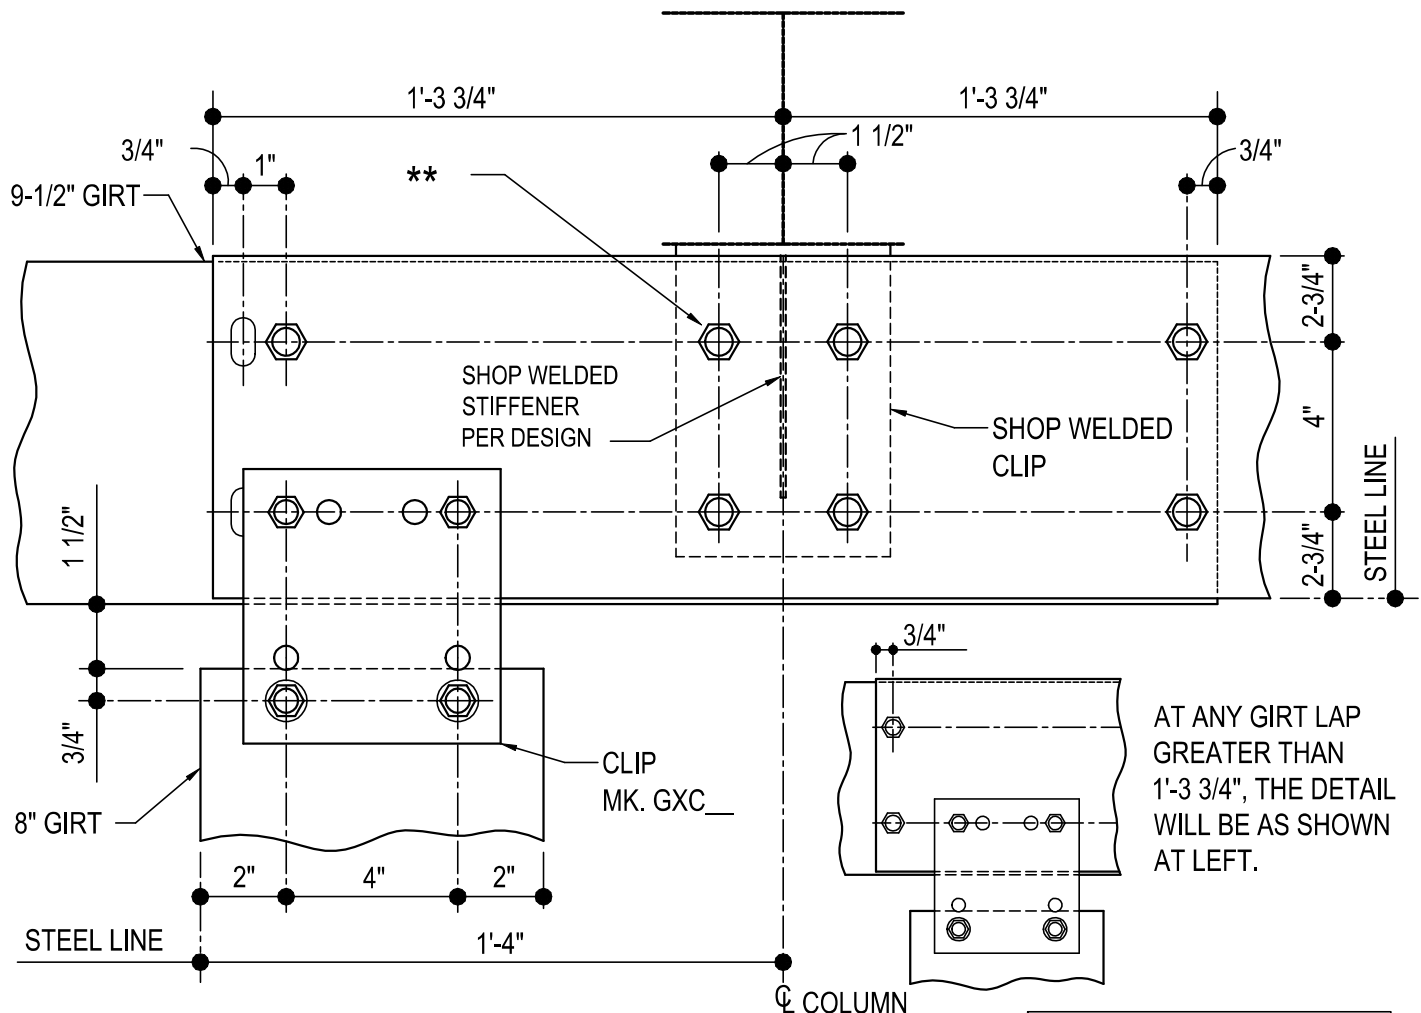 1'-3 3/4" 1'-3 3/4"
3/4" 1" ** 1 1/2" 3/4"
9-1/2" GIRT
2-3/4"
SHOP WELDED
STIFFENER
PER DESIGN
SHOP WELDED
CLIP
4"
STEEL LINE
1 1/2"
2-3/4"
3/4"
3/4"
CLIP
MK. GXC__
8" GIRT
AT ANY GIRT LAP
GREATER THAN
1'-3 3/4", THE DETAIL
WILL BE AS SHOWN
AT LEFT.
2" 4" 2"
STEEL LINE 1'-4"
℄ COLUMN